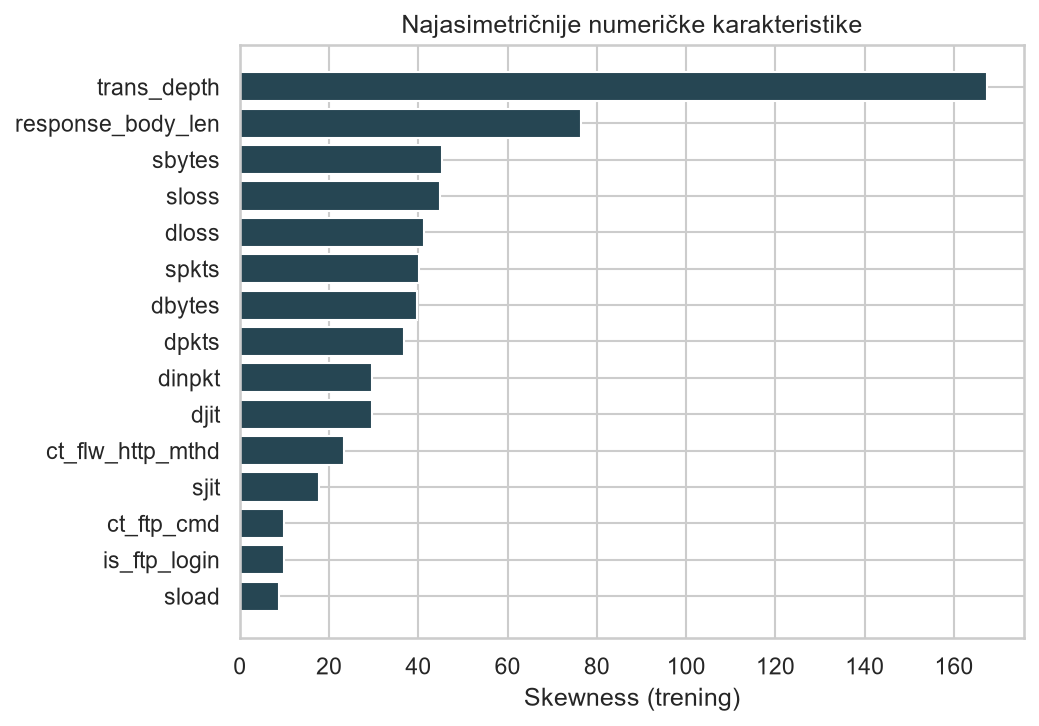 Najasimetričnije numeričke karakteristike
trans_depth
response_body_len
sbytes
sloss
dloss
spkts
dbytes
dpkts
dinpkt
djit
ct_flw_http_mthd
sjit
ct_ftp_cmd
is_ftp_login
sload
0 20 40 60 80 100 120 140 160
Skewness (trening)